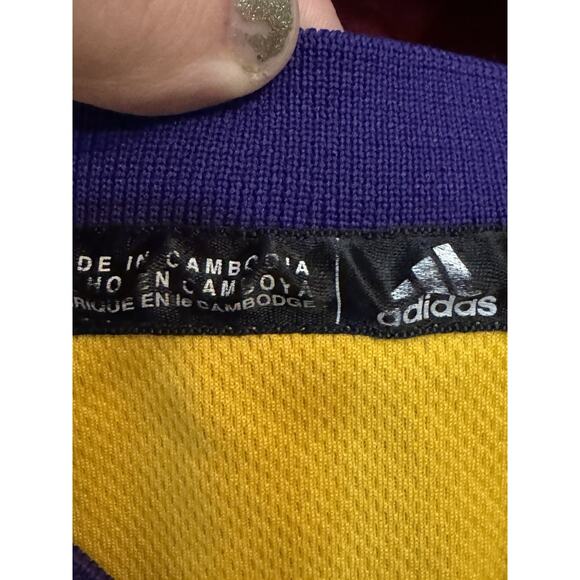 DE IN CAMBODIA
HO EN CAMBOYA
RIQUE EN le CAMBODGE
adidas